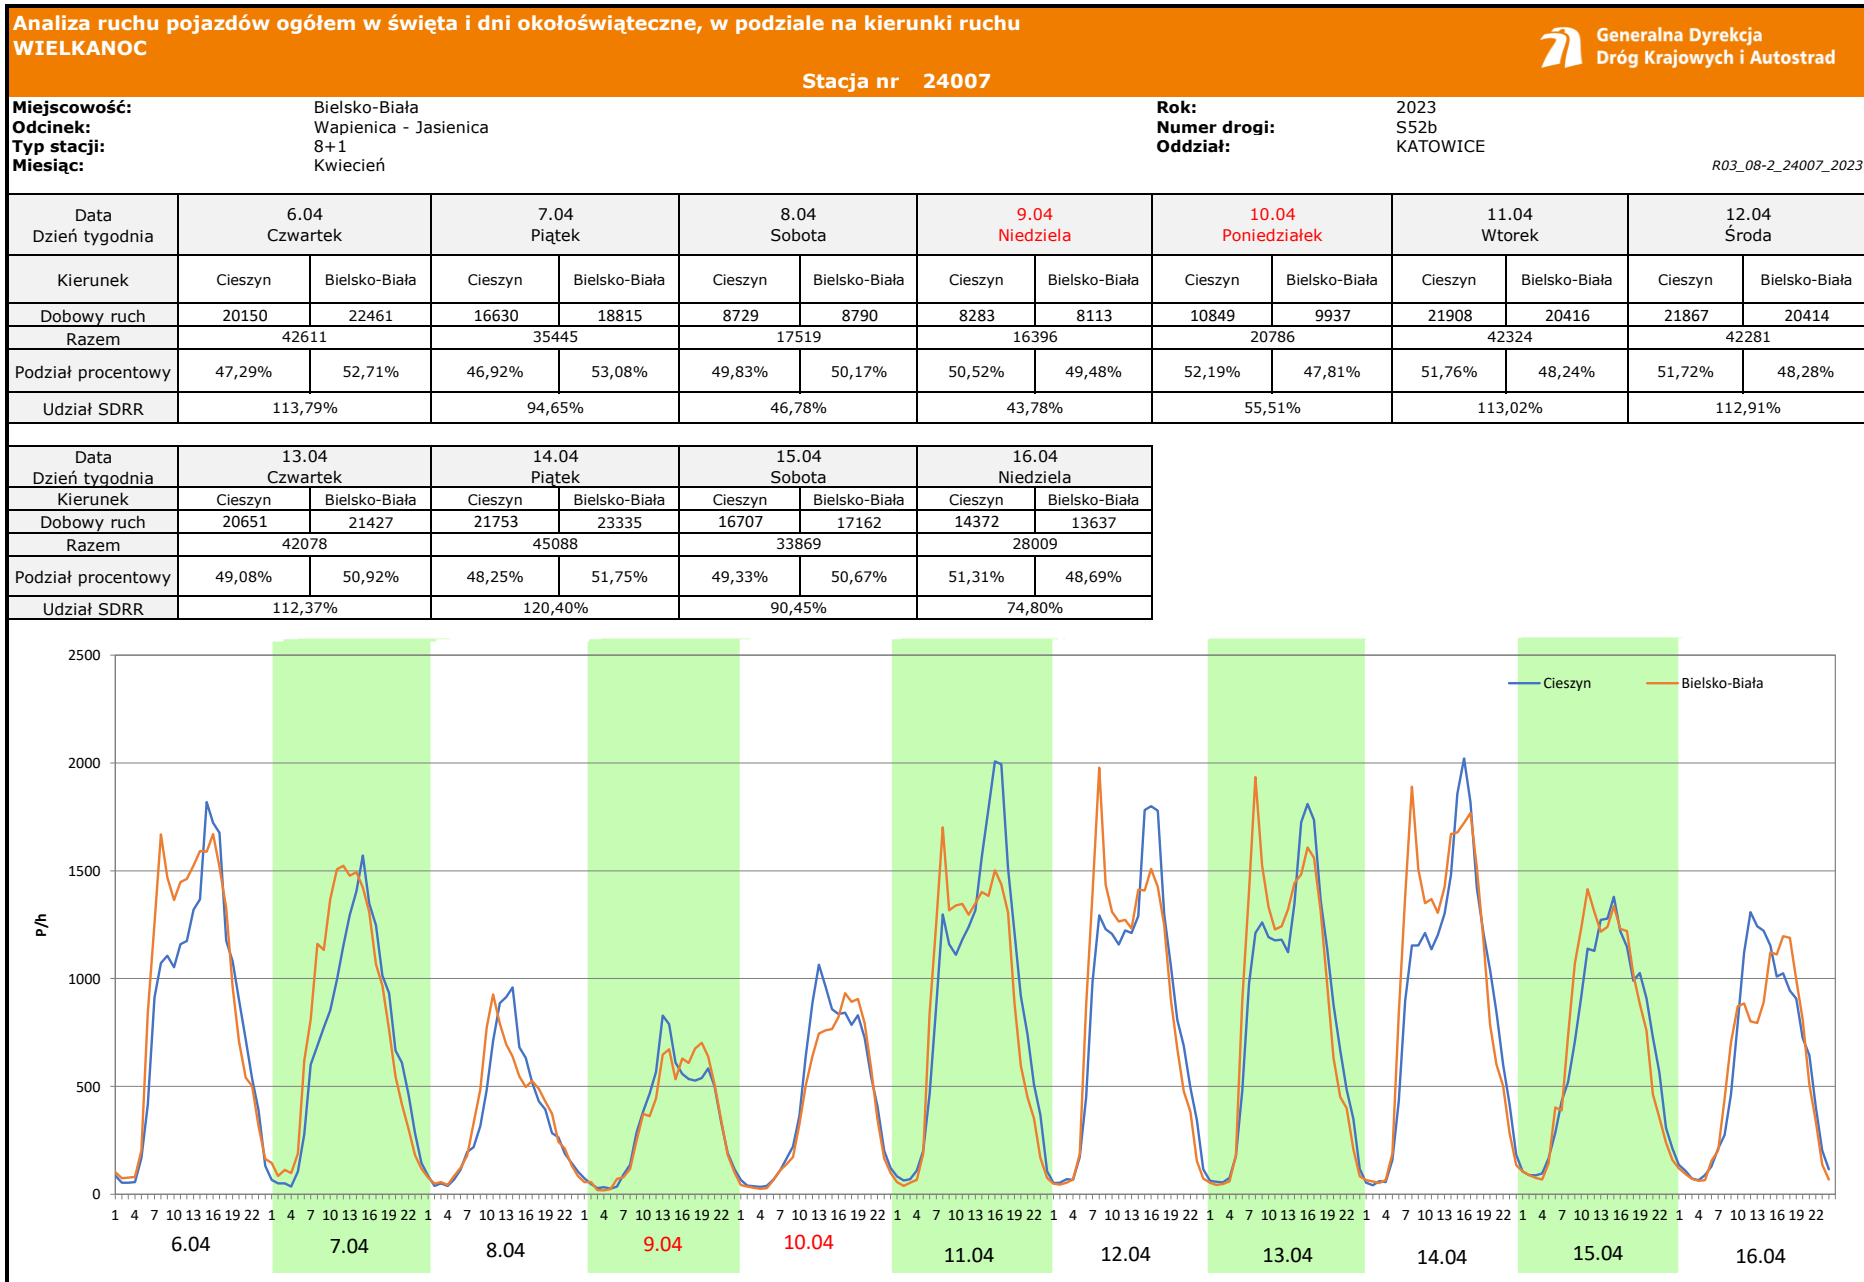 Analiza ruchu pojazdów ogółem w święta i dni okołoświąteczne, w podziale na kierunki ruchu
WIELKANOC
Generalna Dyrekcja
Dróg Krajowych i Autostrad
Stacja nr 24007
Miejscowość: Bielsko-Biała Rok: 2023
Odcinek: Wapienica - Jasienica Numer drogi: S52b
Typ stacji: 8+1 Oddział: KATOWICE
Miesiąc: Kwiecień R03_08-2_24007_2023
Data 6.04 7.04 8.04 9.04 10.04 11.04 12.04
Dzień tygodnia Czwartek Piątek Sobota Niedziela Poniedziałek Wtorek Środa
Kierunek Cieszyn Bielsko-Biała Cieszyn Bielsko-Biała Cieszyn Bielsko-Biała Cieszyn Bielsko-Biała Cieszyn Bielsko-Biała Cieszyn Bielsko-Biała Cieszyn Bielsko-Biała
Dobowy ruch 20150 22461 16630 18815 8729 8790 8283 8113 10849 9937 21908 20416 21867 20414
Razem 42611 35445 17519 16396 20786 42324 42281
Podział procentowy 47,29% 52,71% 46,92% 53,08% 49,83% 50,17% 50,52% 49,48% 52,19% 47,81% 51,76% 48,24% 51,72% 48,28%
Udział SDRR 113,79% 94,65% 46,78% 43,78% 55,51% 113,02% 112,91%
Data 13.04 14.04 15.04 16.04
Dzień tygodnia Czwartek Piątek Sobota Niedziela
Kierunek Cieszyn Bielsko-Biała Cieszyn Bielsko-Biała Cieszyn Bielsko-Biała Cieszyn Bielsko-Biała
Dobowy ruch 20651 21427 21753 23335 16707 17162 14372 13637
Razem 42078 45088 33869 28009
Podział procentowy 49,08% 50,92% 48,25% 51,75% 49,33% 50,67% 51,31% 48,69%
Udział SDRR 112,37% 120,40% 90,45% 74,80%
2500
Cieszyn Bielsko-Biała
2000
1500
P/h
1000
500
0
1 4 7 10 13 16 19 22 1 4 7 10 13 16 19 22 1 4 7 10 13 16 19 22 1 4 7 10 13 16 19 22 1 4 7 10 13 16 19 22 1 4 7 10 13 16 19 22 1 4 7 10 13 16 19 22 1 4 7 10 13 16 19 22 1 4 7 10 13 16 19 22 1 4 7 10 13 16 19 22 1 4 7 10 13 16 19 22
6.04 7.04 8.04 9.04 10.04 11.04 12.04 13.04 14.04 15.04 16.04